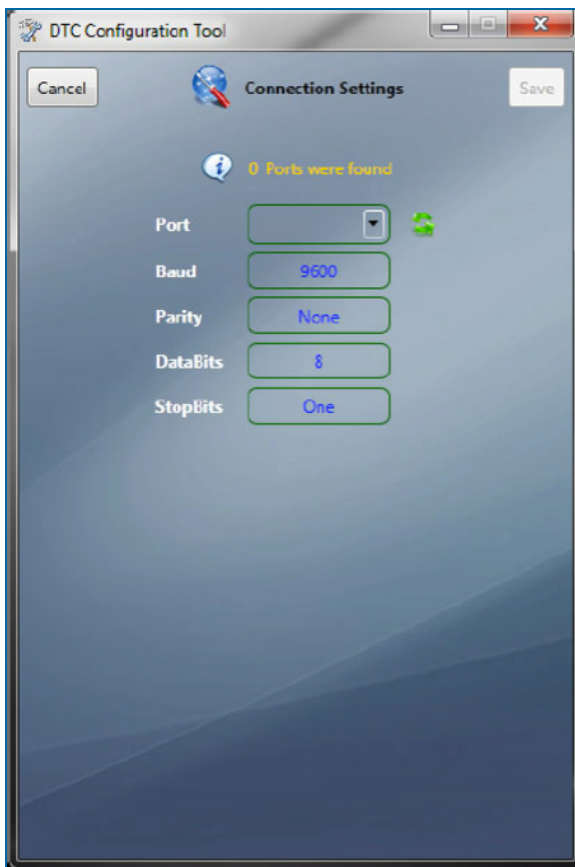 DTC Configuration Tool
Cancel
Connection Settings
Save
0 Ports were found
Port
Baud 9600
Parity None
DataBits 8
StopBits One